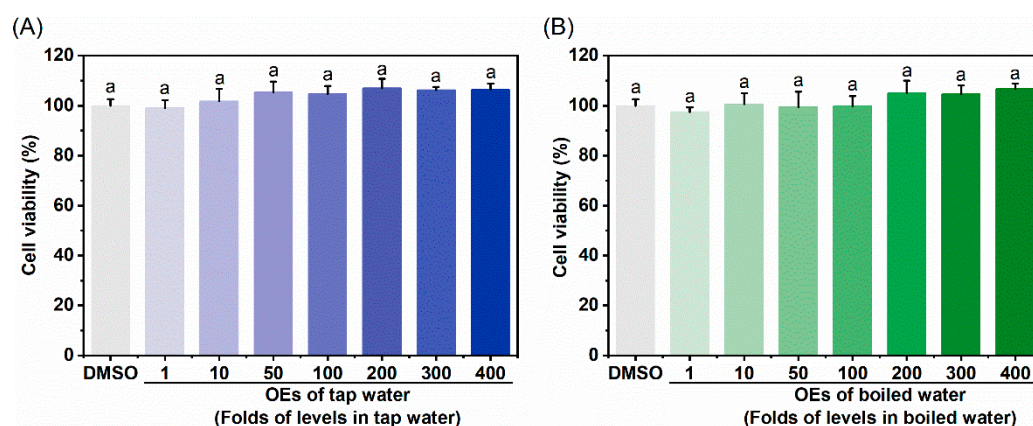 (A)
120
100
80
60
40
20
0
Cell viability (%)
a a a a a a a a
DMSO 1 10 50 100 200 300 400
OEs of tap water
(Folds of levels in tap water)
(B)
120
100
80
60
40
20
0
Cell viability (%)
a a a a a a a a
DMSO 1 10 50 100 200 300 400
OEs of boiled water
(Folds of levels in boiled water)